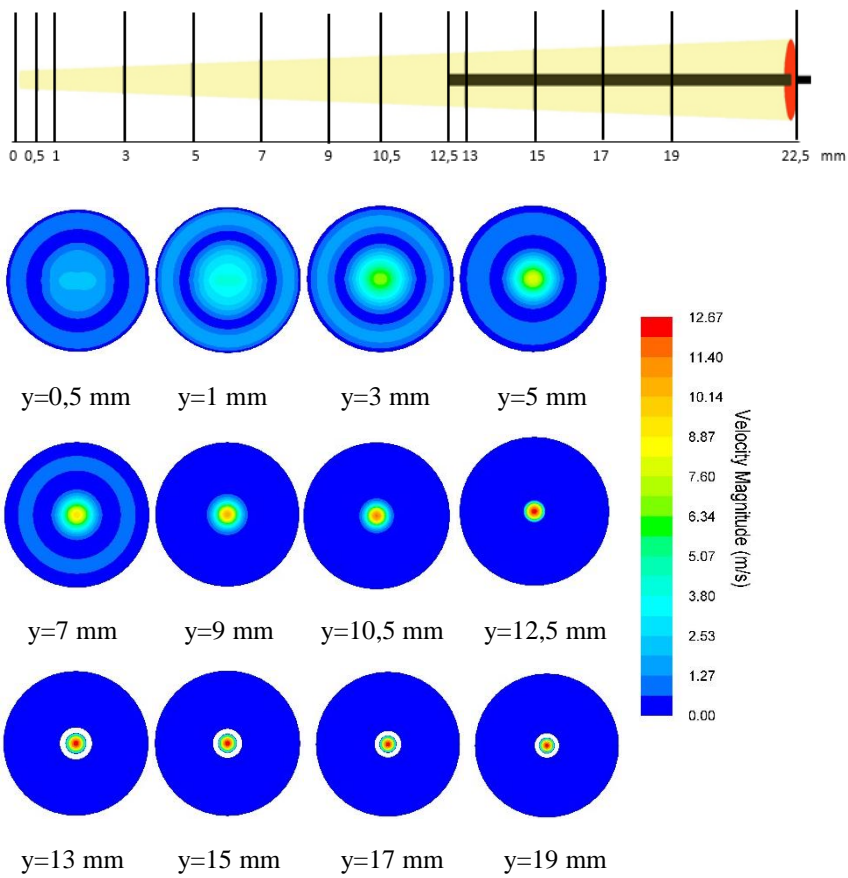 0 0,5 1 3 5 7 9 10,5 12,5 13 15 17 19 22,5 mm
y=0,5 mm y=1 mm y=3 mm y=5 mm
12.67
11.40
10.14
8.87
7.60
6.34
5.07
3.80
2.53
1.27
0.00
Velocity Magnitude (m/s)
y=7 mm y=9 mm y=10,5 mm y=12,5 mm
y=13 mm y=15 mm y=17 mm y=19 mm